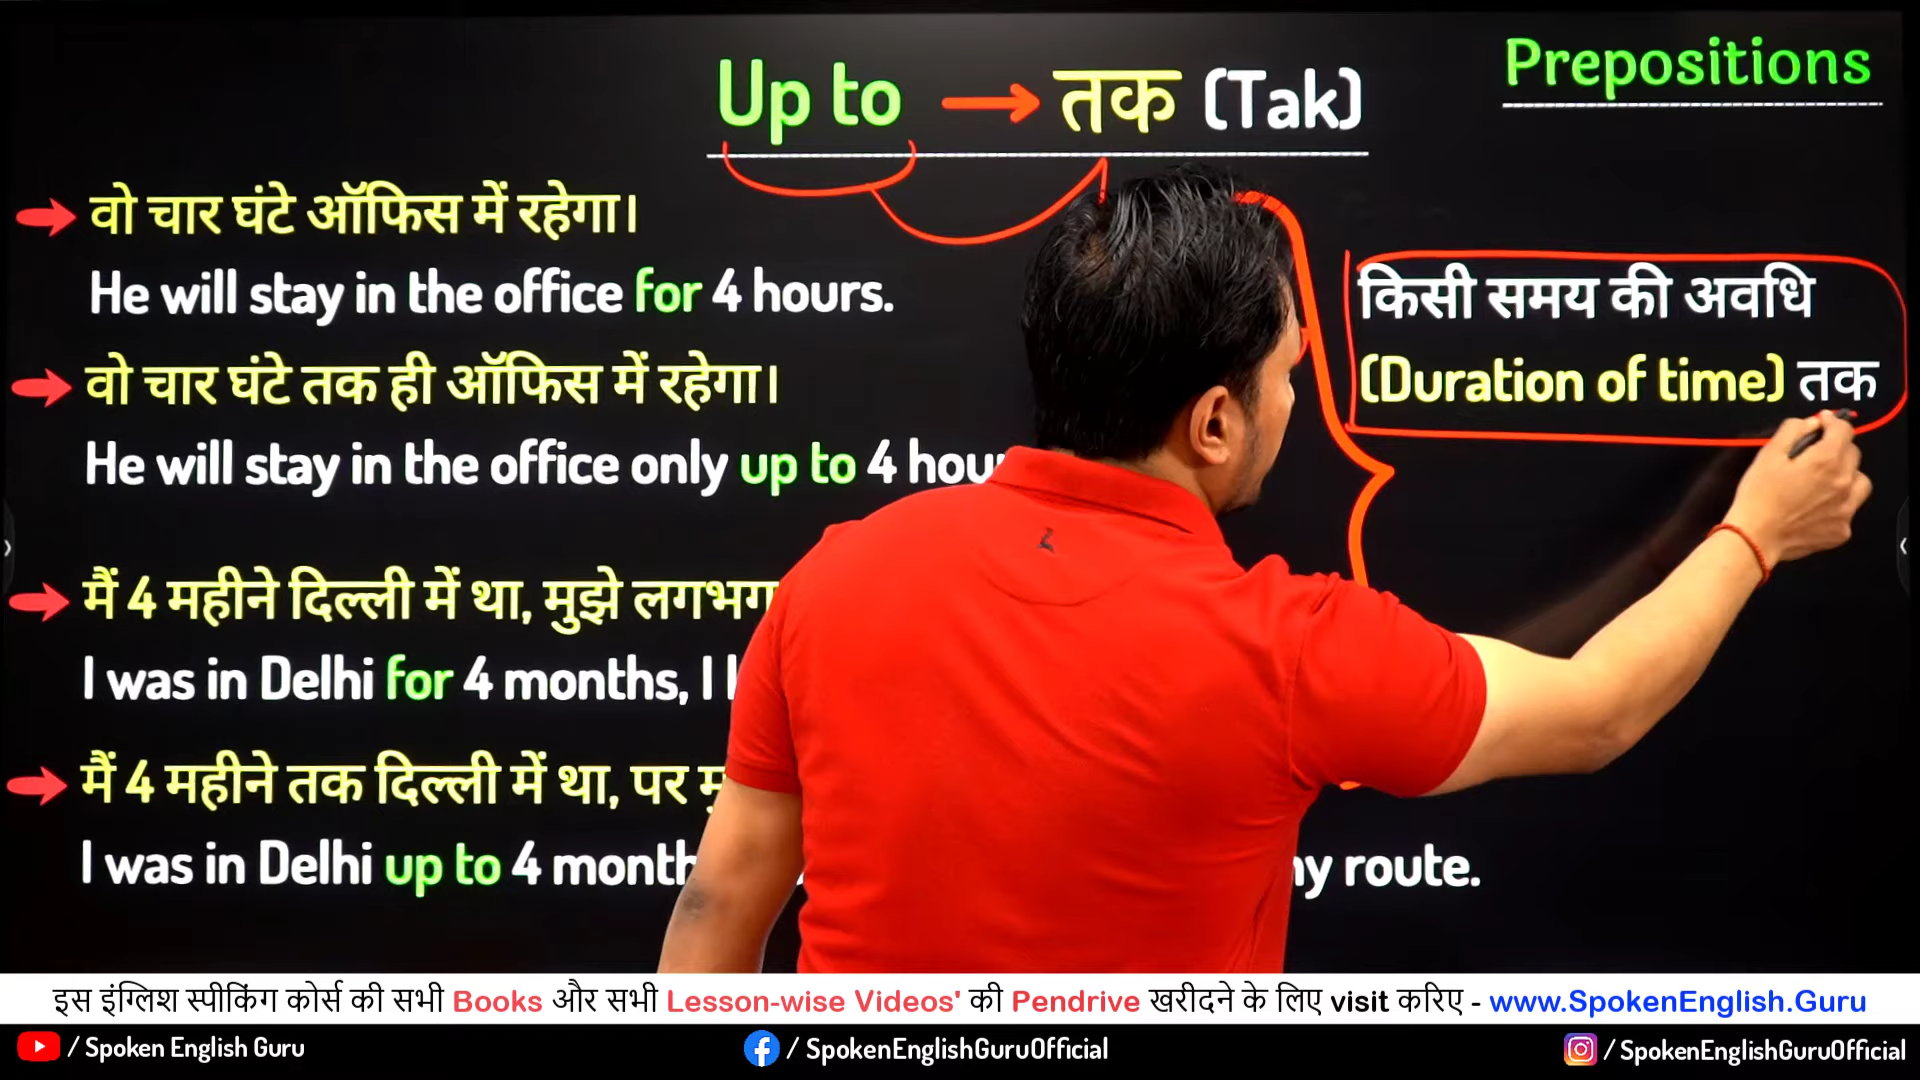 Prepositions
Up to → तक (Tak)
वो चार घंटे ऑफिस में रहेगा।
He will stay in the office for 4 hours.
वो चार घंटे तक ही ऑफिस में रहेगा।
He will stay in the office only up to 4
किसी समय की अवधि
(Duration of time) तक
मैं 4 महीने दिल्ली में था, मुझे लगभग
I was in Delhi for 4 months, I
मैं 4 महीने तक दिल्ली में था, पर
I was in Delhi up to 4 route.
इस इंग्लिश स्पीकिंग कोर्स की सभी Books और सभी Lesson-wise Videos' की Pendrive खरीदने के लिए visit करिए - www.SpokenEnglish.Guru
/ Spoken English Guru
/ SpokenEnglishGuruOfficial
/ SpokenEnglishGuruOfficial